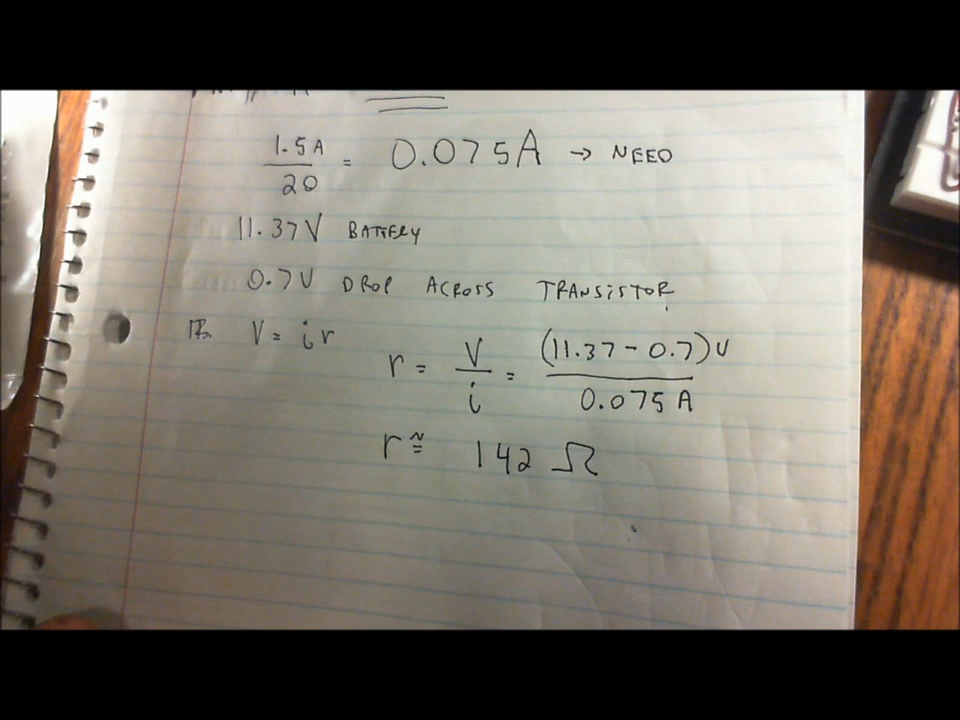 1.5A / 20 = 0.075A → NEED
11.37V BATTERY
0.7V DROP ACROSS TRANSISTOR
V = ir
r = V / i = (11.37 - 0.7)V / 0.075A
r ≅ 142 Ω